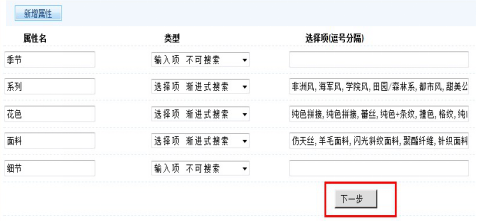 新增属性
属性名 类型 选择项(逗号分隔)
季节 输入项 不可搜索
系列 选择项 渐进式搜索 非洲风,海军风,学院风,田园/森林系,都市风,甜美公
花色 选择项 渐进式搜索 纯色拼接,纯色拼接,蕾丝,纯色+条纹,撞色,格纹,纯
面料 选择项 渐进式搜索 仿天丝,羊毛面料,闪光斜纹面料,聚酯纤维,针织面料
细节 输入项 不可搜索
下一步